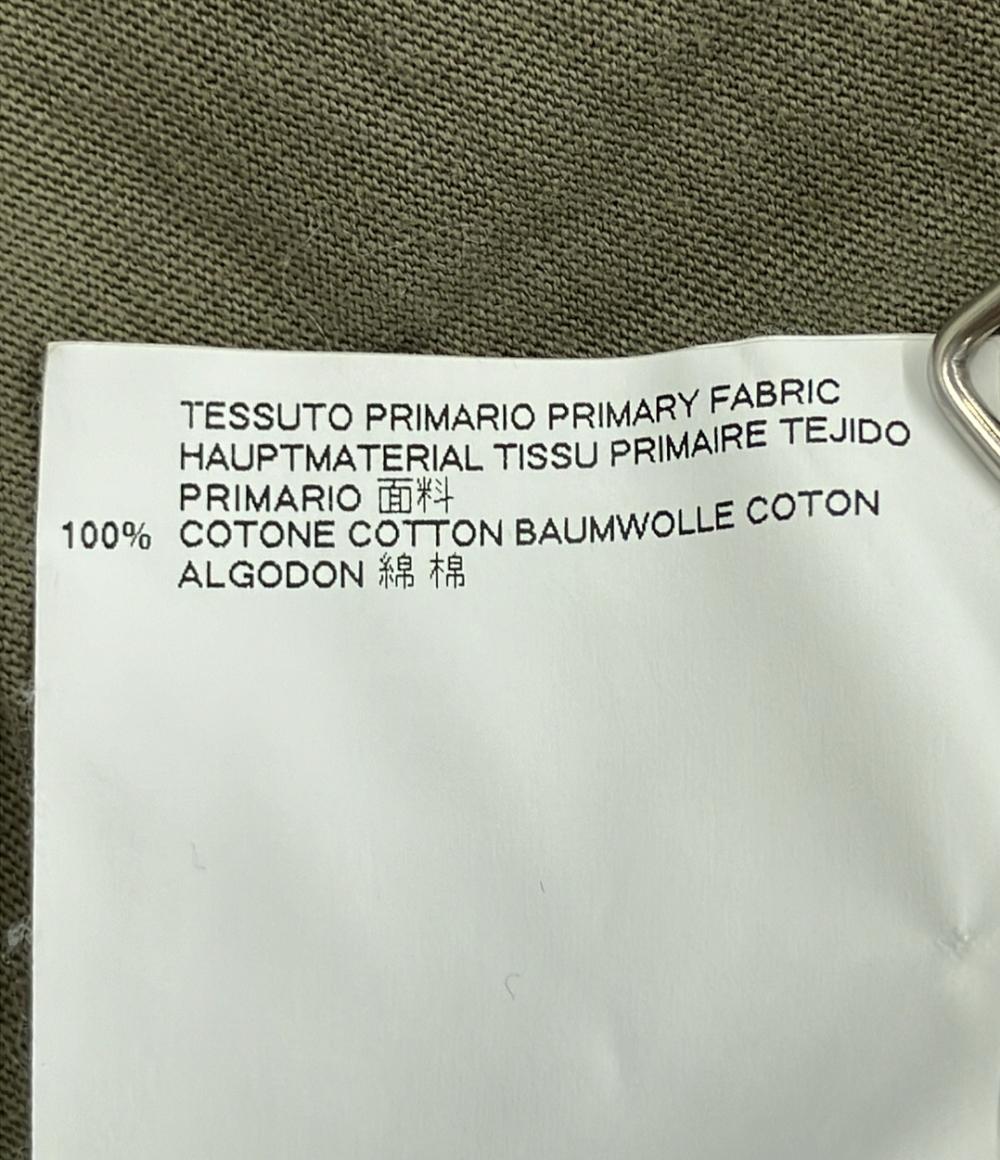 TESSUTO PRIMARIO PRIMARY FABRIC
HAUPTMATERIAL TISSU PRIMAIRE TEJIDO
PRIMARIO 面料
100% COTONE COTTON BAUMWOLLE COTON
ALGODON 綿 棉